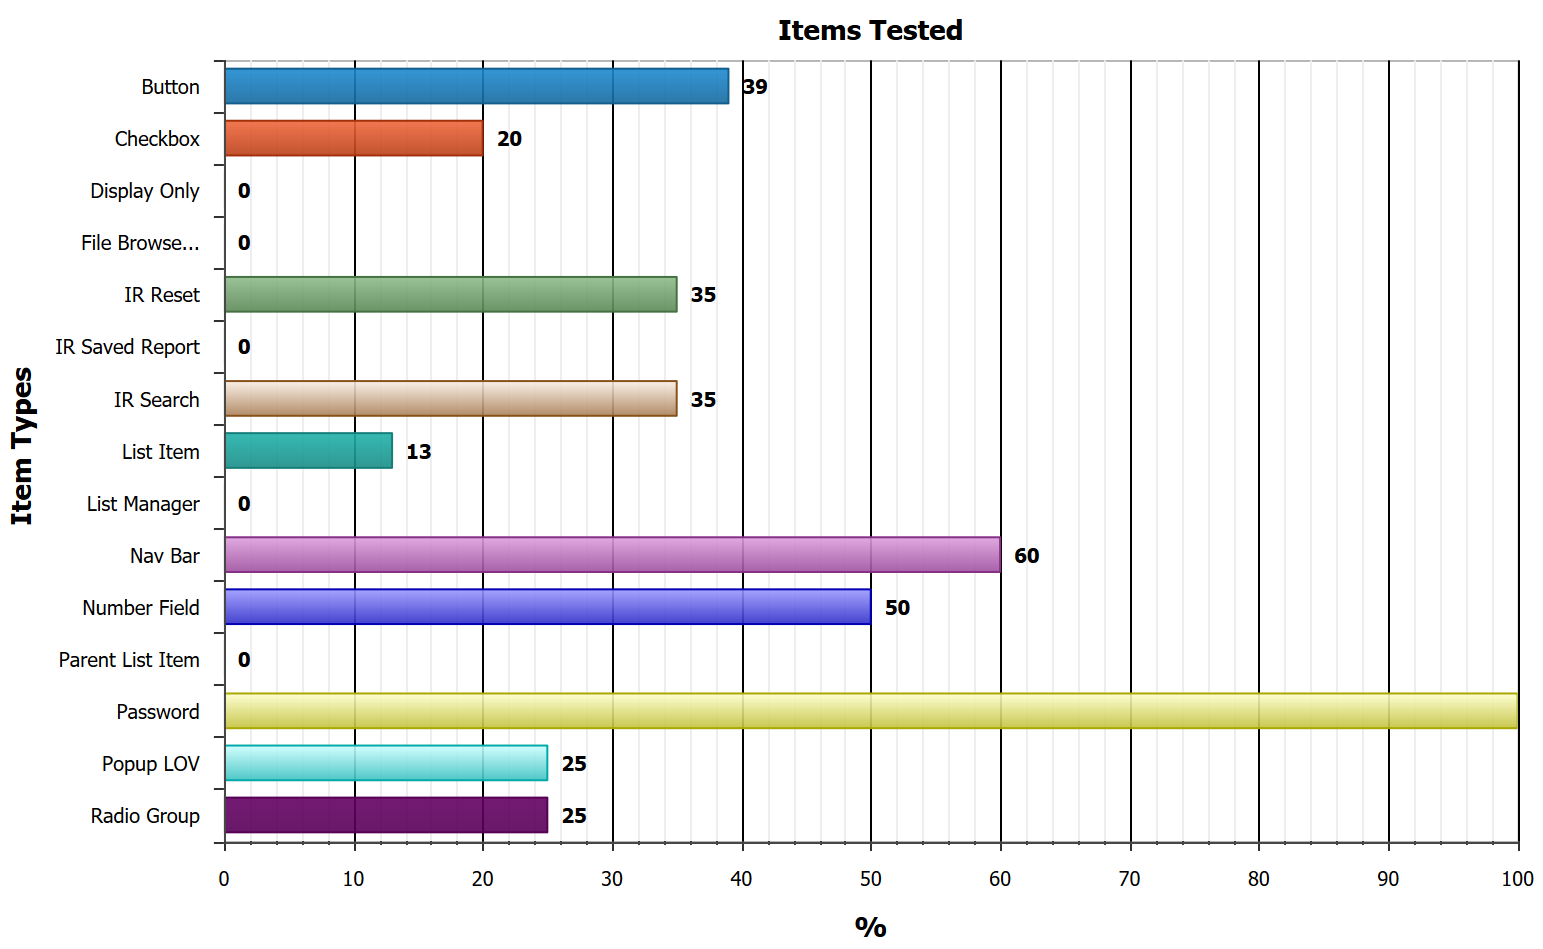 Items Tested
Item Types
Button 39
Checkbox 20
Display Only 0
File Browse... 0
IR Reset 35
IR Saved Report 0
IR Search 35
List Item 13
List Manager 0
Nav Bar 60
Number Field 50
Parent List Item 0
Password
Popup LOV 25
Radio Group 25
0 10 20 30 40 50 60 70 80 90 100
%